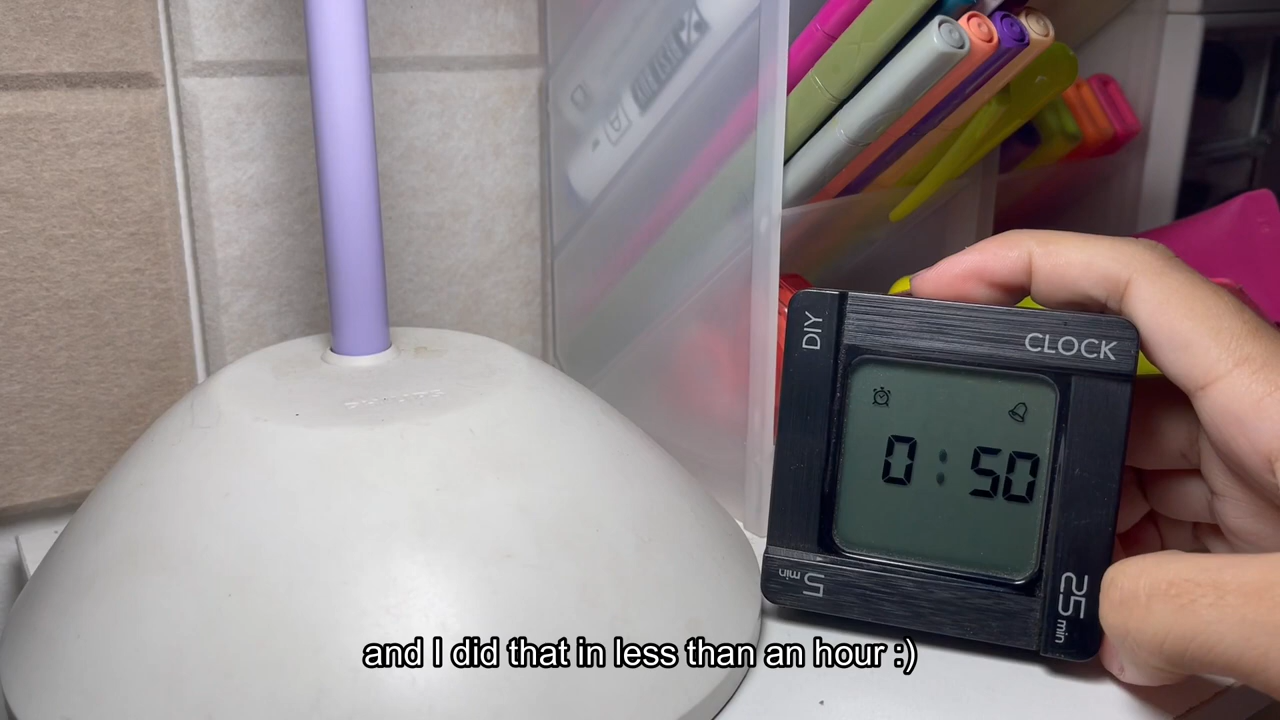 DIY
CLOCK
0:50
5 min
25 min
and I did that in less than an hour :)